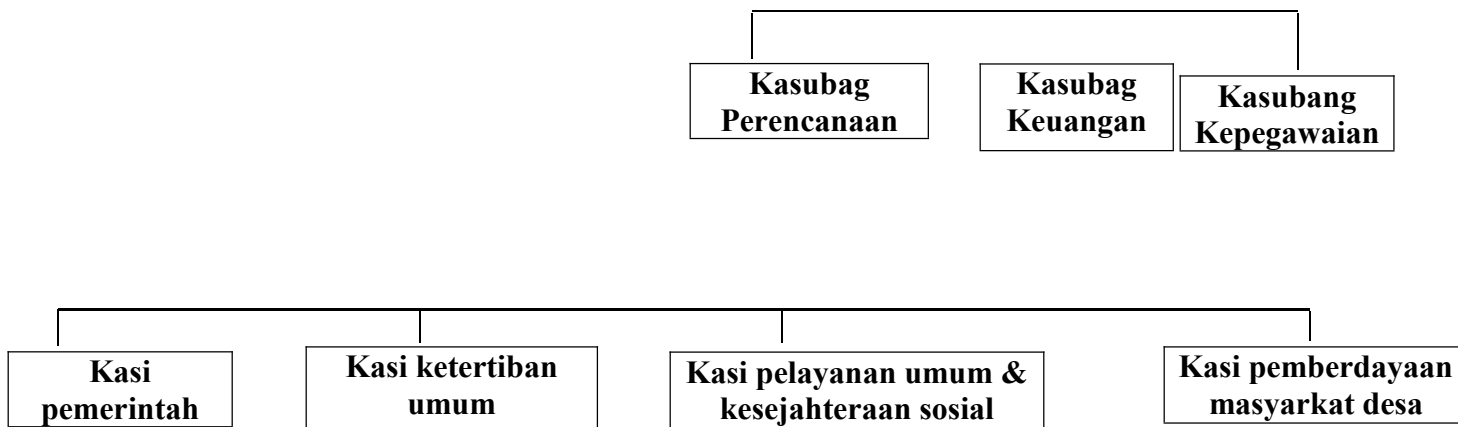 Kasubag
Perencanaan
Kasubag
Keuangan
Kasubang
Kepegawaian
Kasi
pemerintah
Kasi ketertiban
umum
Kasi pelayanan umum &
kesejahteraan sosial
Kasi pemberdayaan
masyarkat desa